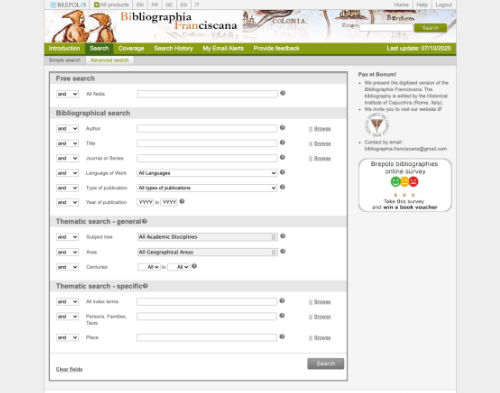 BREPOLiS All products EN FR DE ES IT Home Help Logout
Bibliographia
Franciscana
COLONIA.
Berchem
Search
Introduction Search Coverage Search History My Email Alerts Provide feedback Last update: 07/10/2020
Simple search Advanced search
Free search
and All fields
Bibliographical search
and Author Browse
and Title Browse
and Journal or Series Browse
and Language of Work All Languages
and Type of publication All types of publications
and Year of publication YYYY to YYYY
Thematic search - general
and Subject tree All Academic Disciplines
and Area All Geographical Areas
and Centuries All to All
Thematic search - specific
and All index terms Browse
and Persons, Families, Texts Browse
and Place Browse
Clear fields Search
Pax et Bonum!
We present the digitised version of the
Bibliographia Franciscana. The
bibliography is edited by the Historical
Institute of Capuchins (Rome, Italy).
We invite you to visit our website
Contact by email:
bibliographia.franciscana@gmail.com
Brepols bibliographies
online survey
Take this survey
and win a book voucher